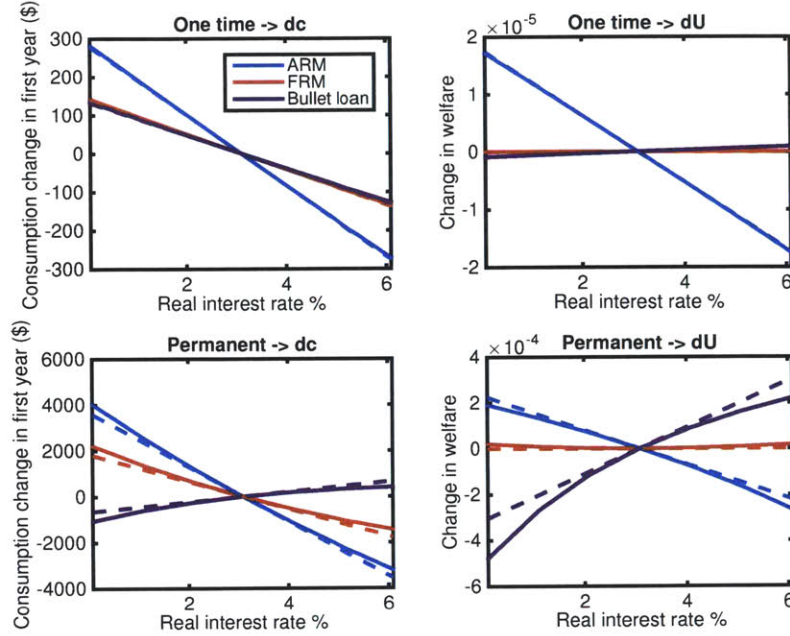 One time -> dc
Consumption change in first year ($)
300
200
100
0
-100
-200
-300
ARM
FRM
Bullet loan
2
4
6
Real interest rate %
One time -> dU
×10⁻⁵
Change in welfare
2
1
0
-1
-2
2
4
6
Real interest rate %
Permanent -> dc
Consumption change in first year ($)
6000
4000
2000
0
-2000
-4000
2
4
6
Real interest rate %
Permanent -> dU
×10⁻⁴
Change in welfare
4
2
0
-2
-4
-6
2
4
6
Real interest rate %